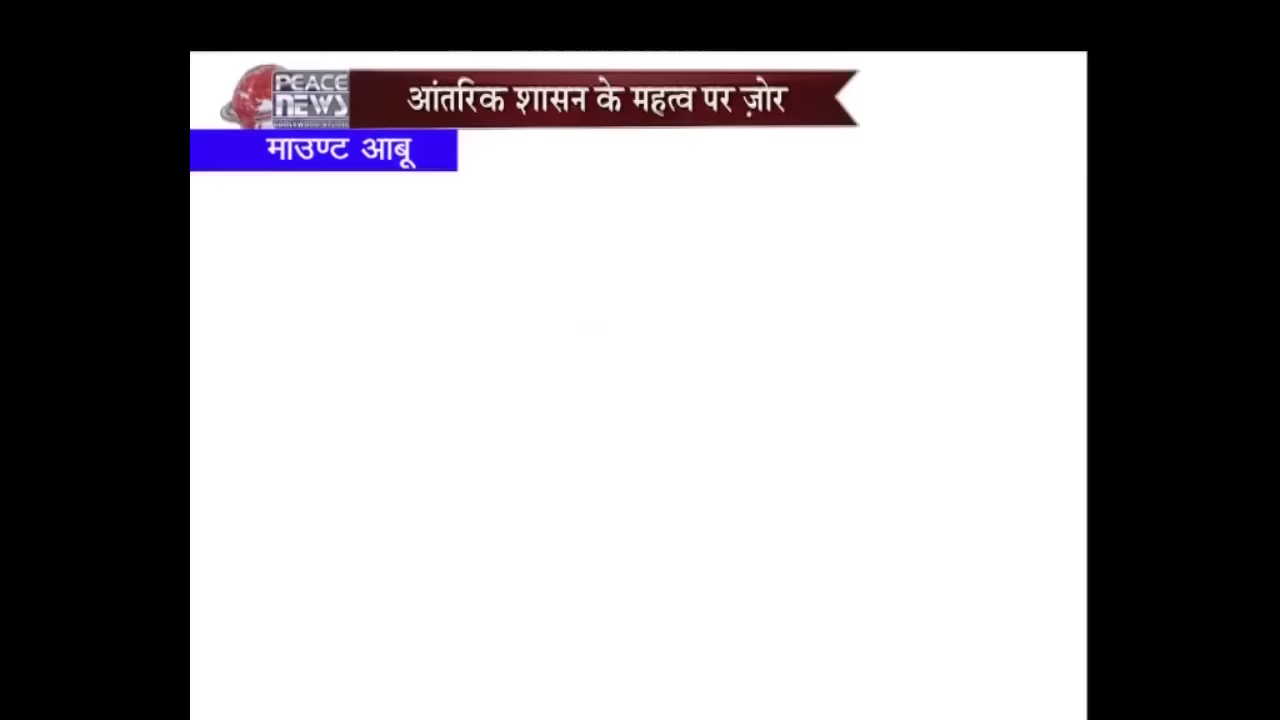 PEACE
NEWS
आंतरिक शासन के महत्व पर ज़ोर
माउण्ट आबू